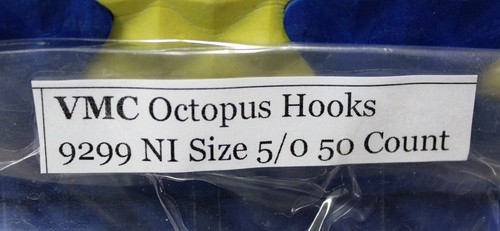 VMC Octopus Hooks
9299 NI Size 5/0 50 Count